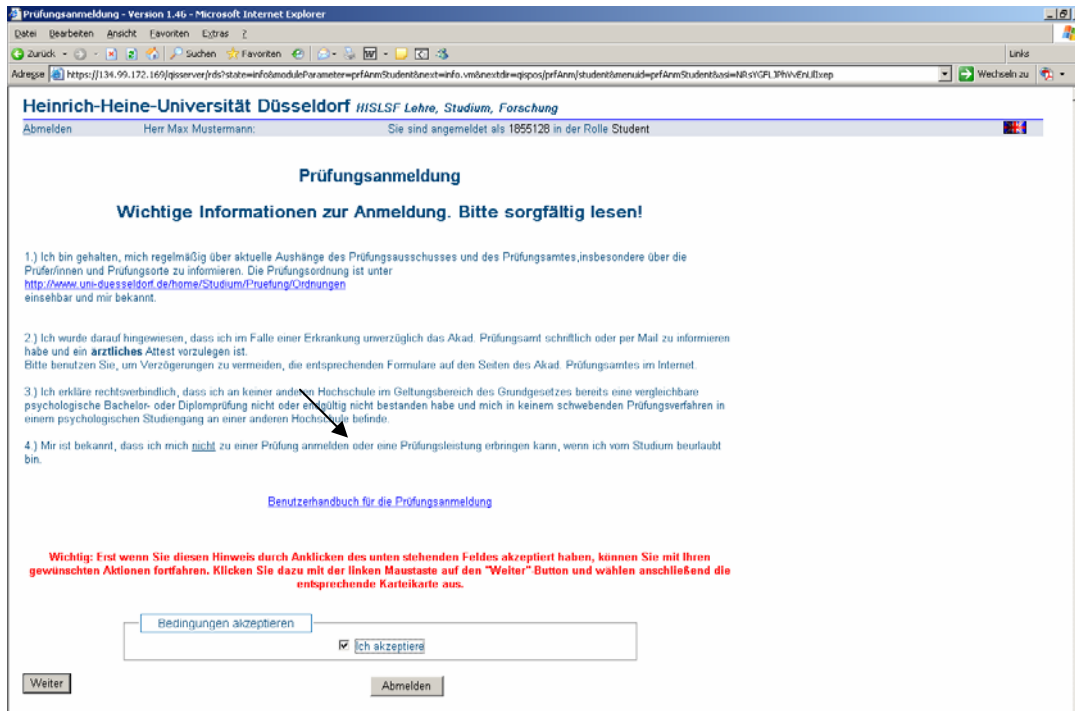 Prüfungsanmeldung - Version 1.46 - Microsoft Internet Explorer
Datei Bearbeiten Ansicht Favoriten Extras ?
Zurück Suchen Favoriten Links
Adresse Wechseln zu
Heinrich-Heine-Universität Düsseldorf HISLSF Lehre, Studium, Forschung
Abmelden Herr Max Mustermann: Sie sind angemeldet als 1855128 in der Rolle Student
Prüfungsanmeldung
Wichtige Informationen zur Anmeldung. Bitte sorgfältig lesen!
1.) Ich bin gehalten, mich regelmäßig über aktuelle Aushänge des Prüfungsausschusses und des Prüfungsamtes,insbesondere über die
Prüfer/innen und Prüfungsorte zu informieren. Die Prüfungsordnung ist unter
http://www.uni-duesseldorf.de/home/Studium/Pruefung/Ordnungen
einsehbar und mir bekannt.
2.) Ich wurde darauf hingewiesen, dass ich im Falle einer Erkrankung unverzüglich das Akad. Prüfungsamt schriftlich oder per Mail zu informieren
habe und ein ärztliches Attest vorzulegen ist.
Bitte benutzen Sie, um Verzögerungen zu vermeiden, die entsprechenden Formulare auf den Seiten des Akad. Prüfungsamtes im Internet.
3.) Ich erkläre rechtsverbindlich, dass ich an keiner anderen Hochschule im Geltungsbereich des Grundgesetzes bereits eine vergleichbare
psychologische Bachelor- oder Diplomprüfung nicht oder endgültig nicht bestanden habe und mich in keinem schwebenden Prüfungsverfahren in
einem psychologischen Studiengang an einer anderen Hochschule befinde.
4.) Mir ist bekannt, dass ich mich nicht zu einer Prüfung anmelden oder eine Prüfungsleistung erbringen kann, wenn ich vom Studium beurlaubt
bin.
Benutzerhandbuch für die Prüfungsanmeldung
Wichtig: Erst wenn Sie diesen Hinweis durch Anklicken des unten stehenden Feldes akzeptiert haben, können Sie mit Ihren
gewünschten Aktionen fortfahren. Klicken Sie dazu mit der linken Maustaste auf den "Weiter"-Button und wählen anschließend die
entsprechende Karteikarte aus.
Bedingungen akzeptieren
Ich akzeptiere
Weiter Abmelden